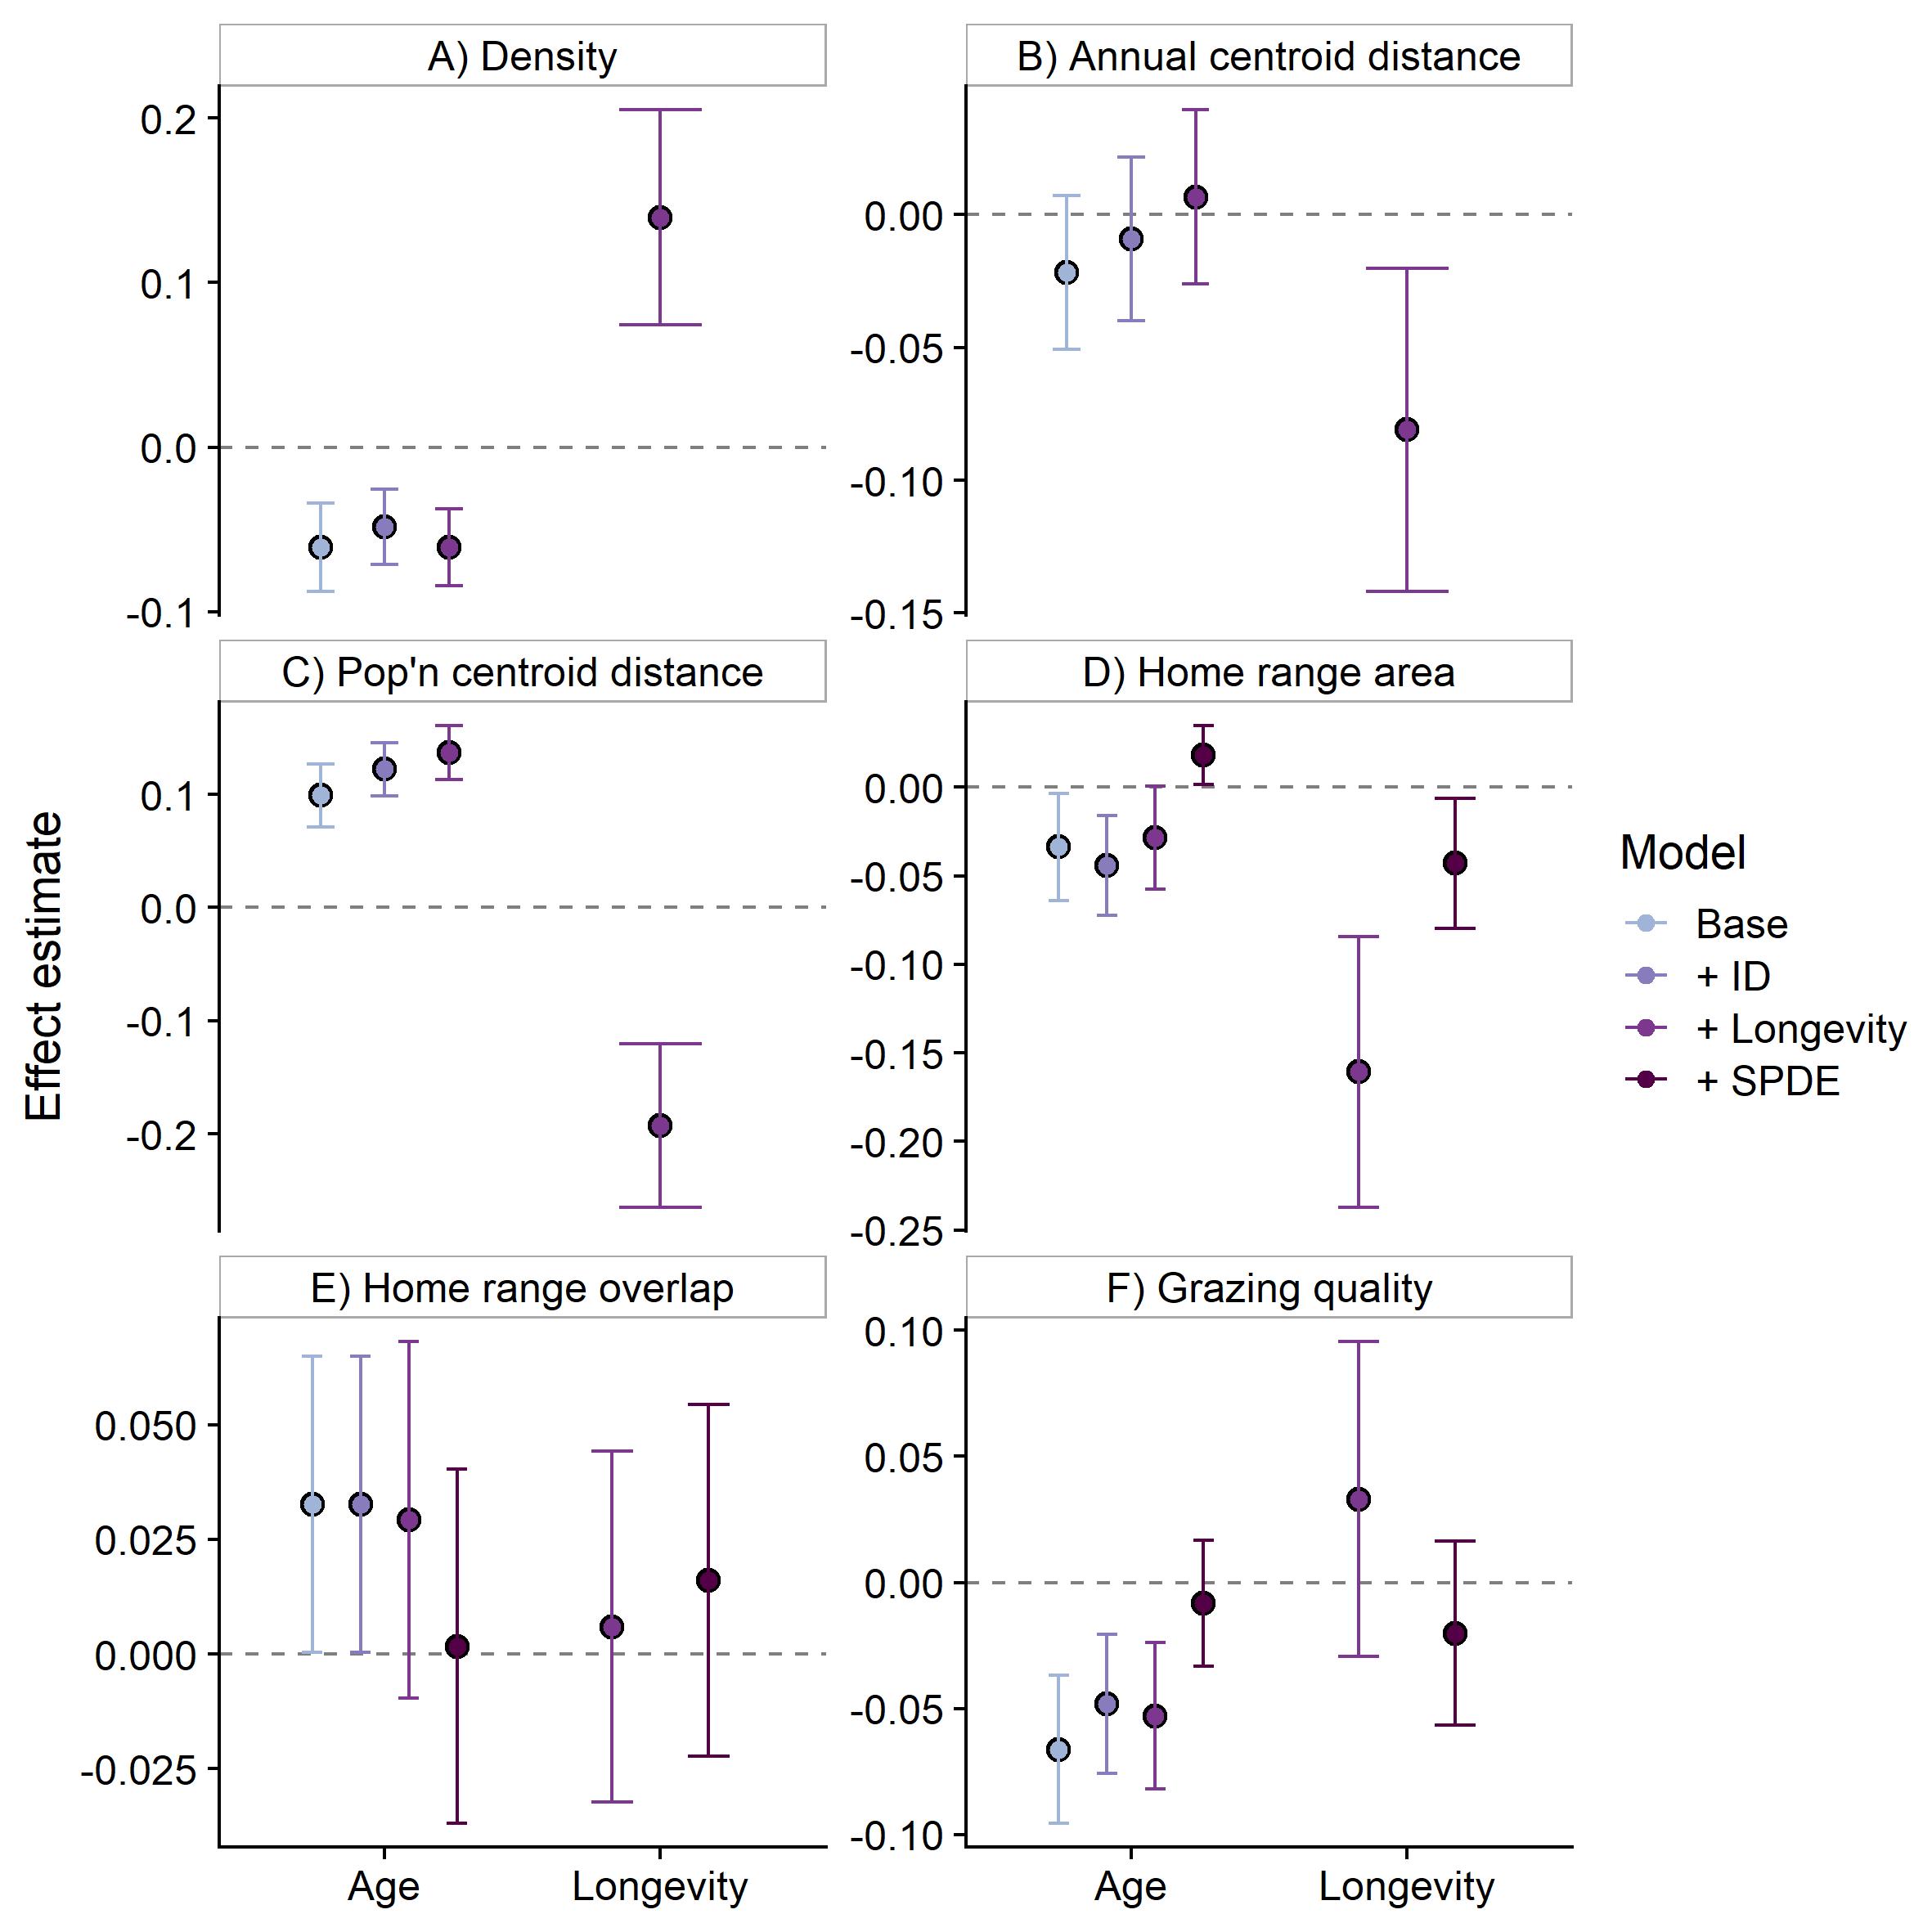 A) Density
0.2
0.1
0.0
-0.1
B) Annual centroid distance
0.00
-0.05
-0.10
-0.15
C) Pop'n centroid distance
0.1
0.0
-0.1
-0.2
D) Home range area
0.00
-0.05
-0.10
-0.15
-0.20
-0.25
E) Home range overlap
0.050
0.025
0.000
-0.025
Age
Longevity
F) Grazing quality
0.10
0.05
0.00
-0.05
-0.10
Age
Longevity
Effect estimate
Model
Base
+ ID
+ Longevity
+ SPDE